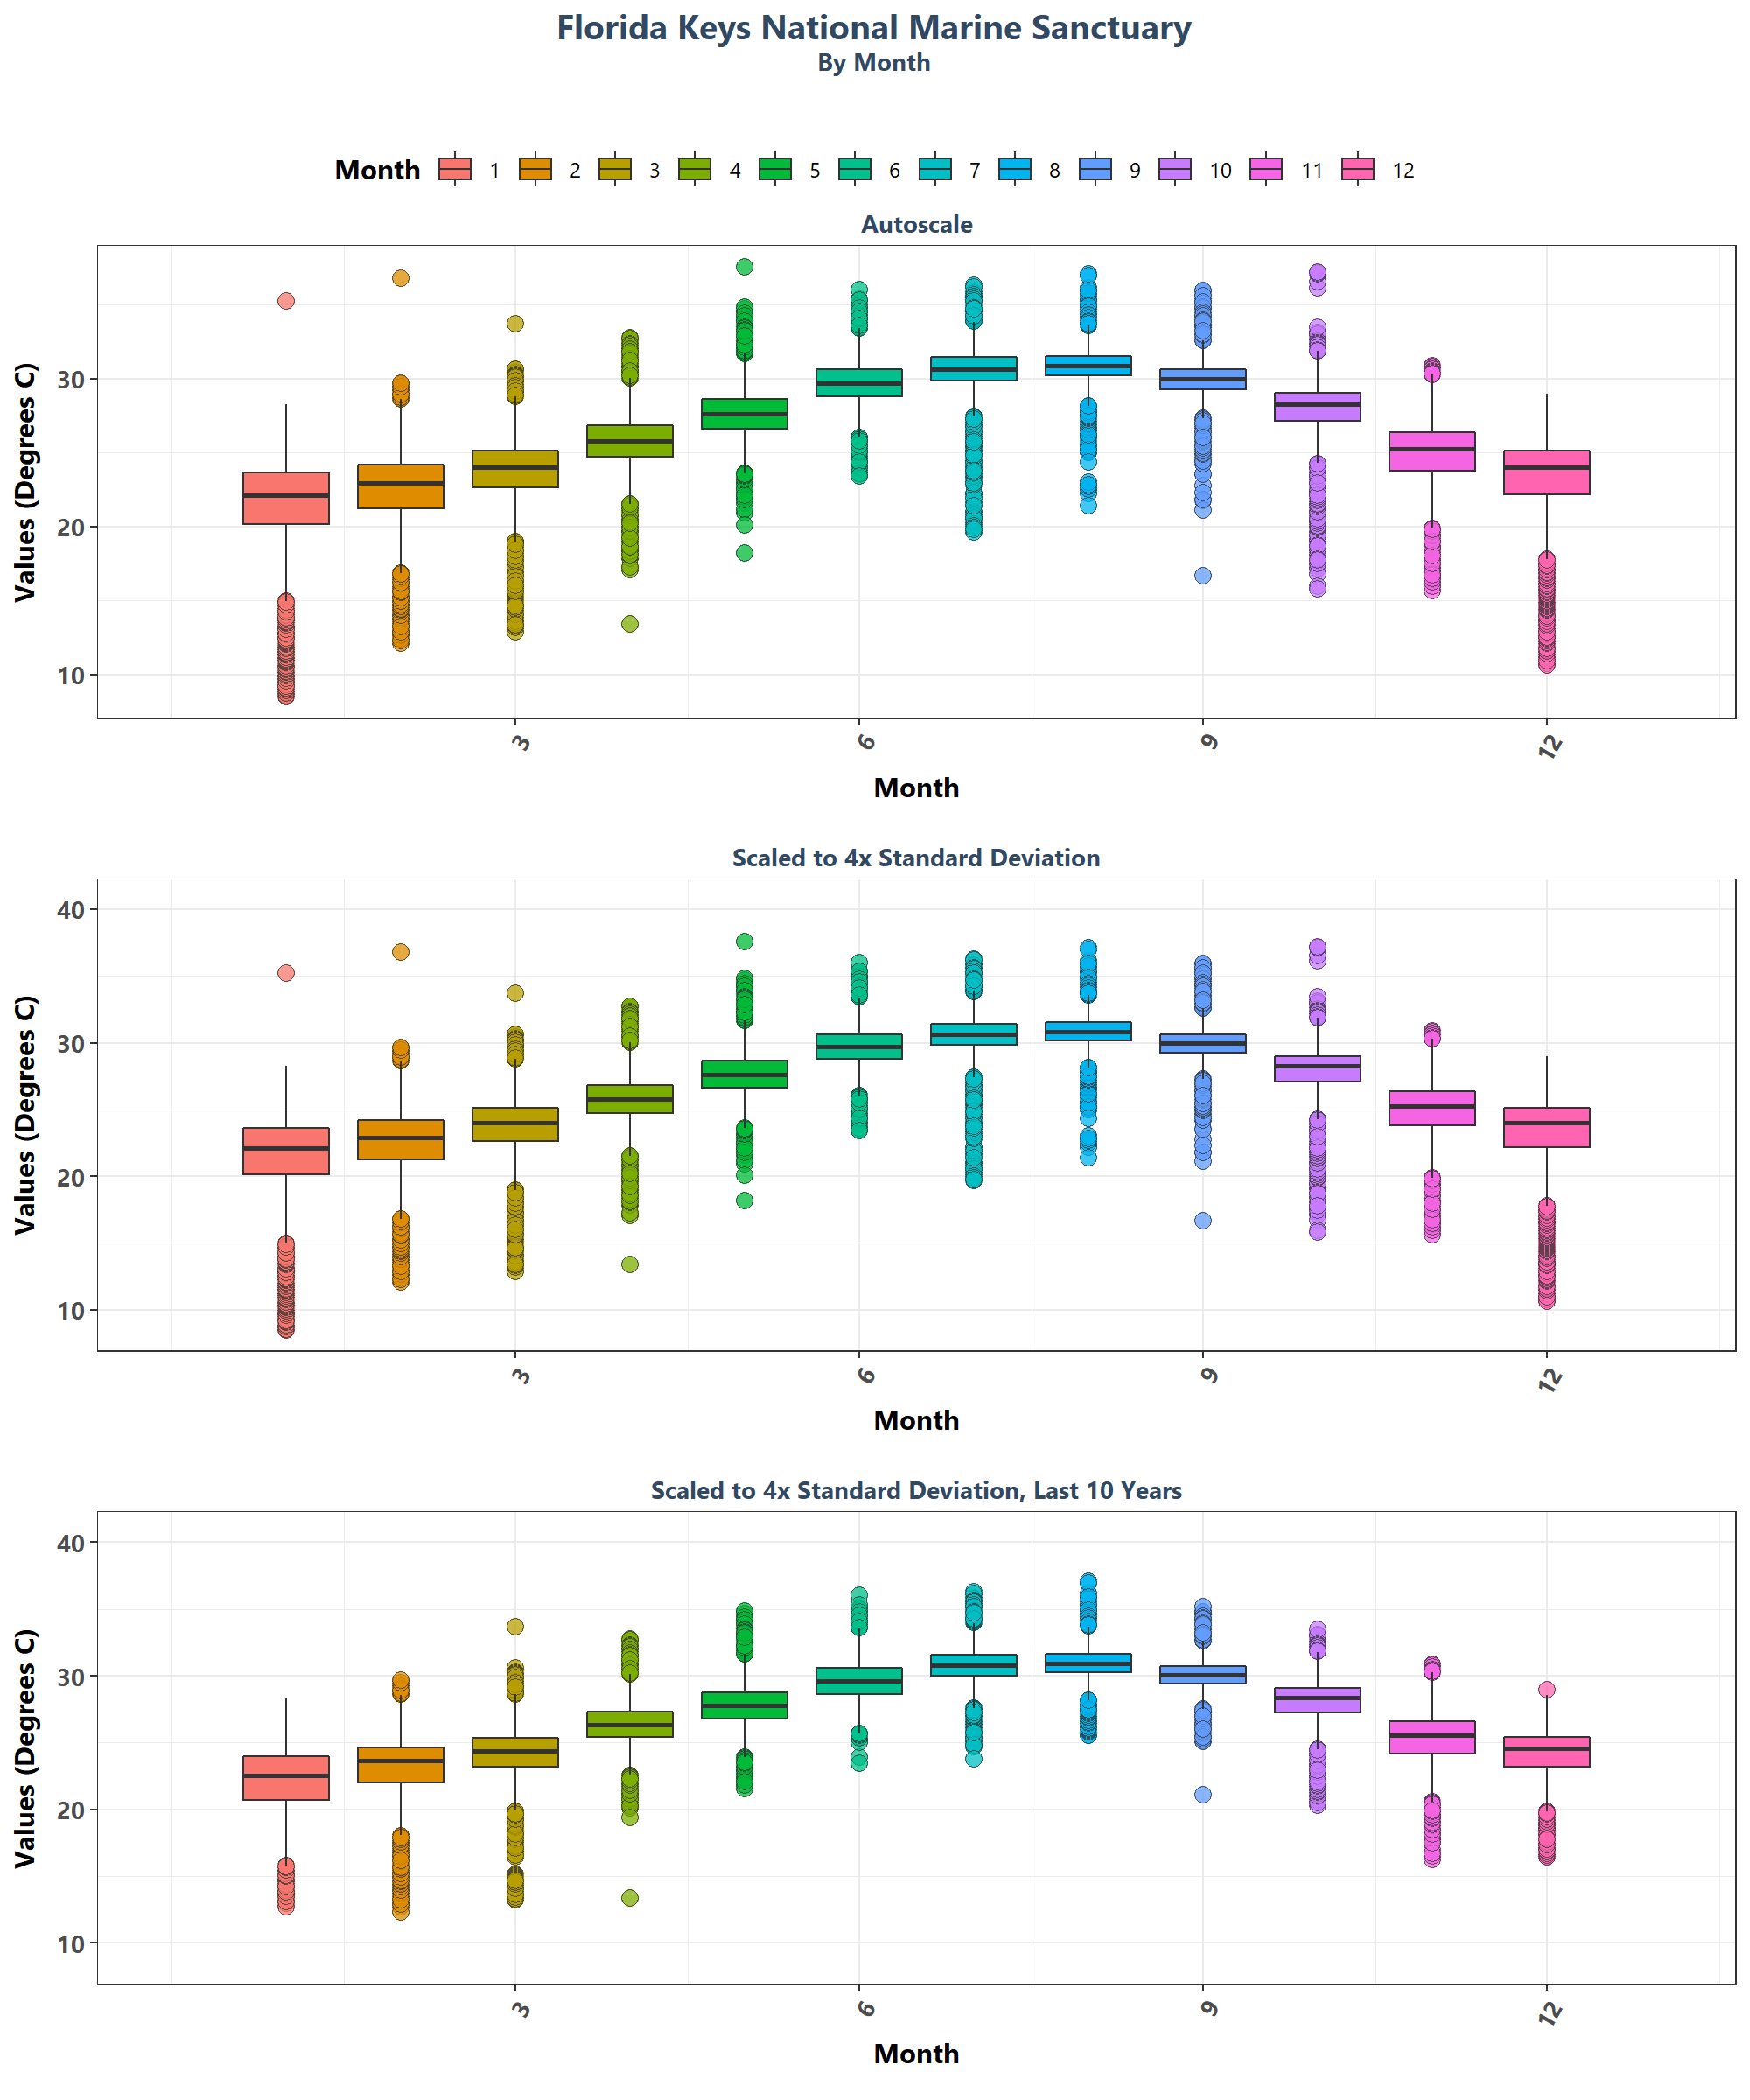 Florida Keys National Marine Sanctuary
By Month
Month 1 2 3 4 5 6 7 8 9 10 11 12
Autoscale
Values (Degrees C)
30
20
10
3 6 9 12
Month
Scaled to 4x Standard Deviation
Values (Degrees C)
40
30
20
10
3 6 9 12
Month
Scaled to 4x Standard Deviation, Last 10 Years
Values (Degrees C)
40
30
20
10
3 6 9 12
Month